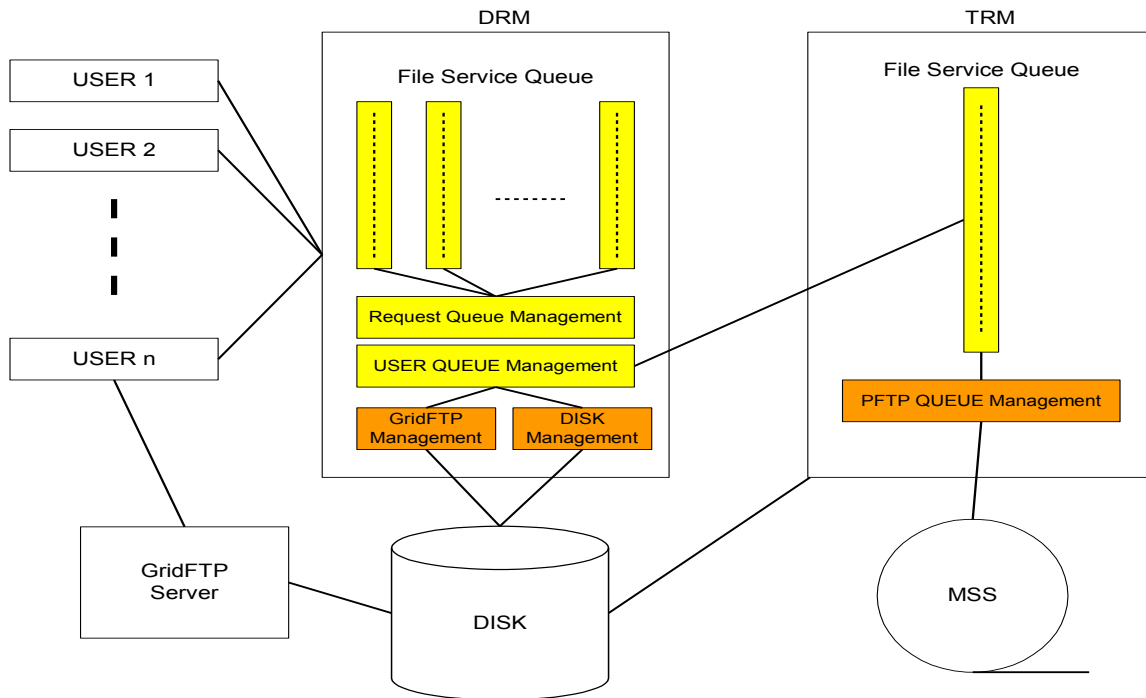 DRM
TRM
File Service Queue
File Service Queue
USER 1
USER 2
USER n
Request Queue Management
USER QUEUE Management
GridFTP
Management
DISK
Management
PFTP QUEUE Management
GridFTP
Server
DISK
MSS